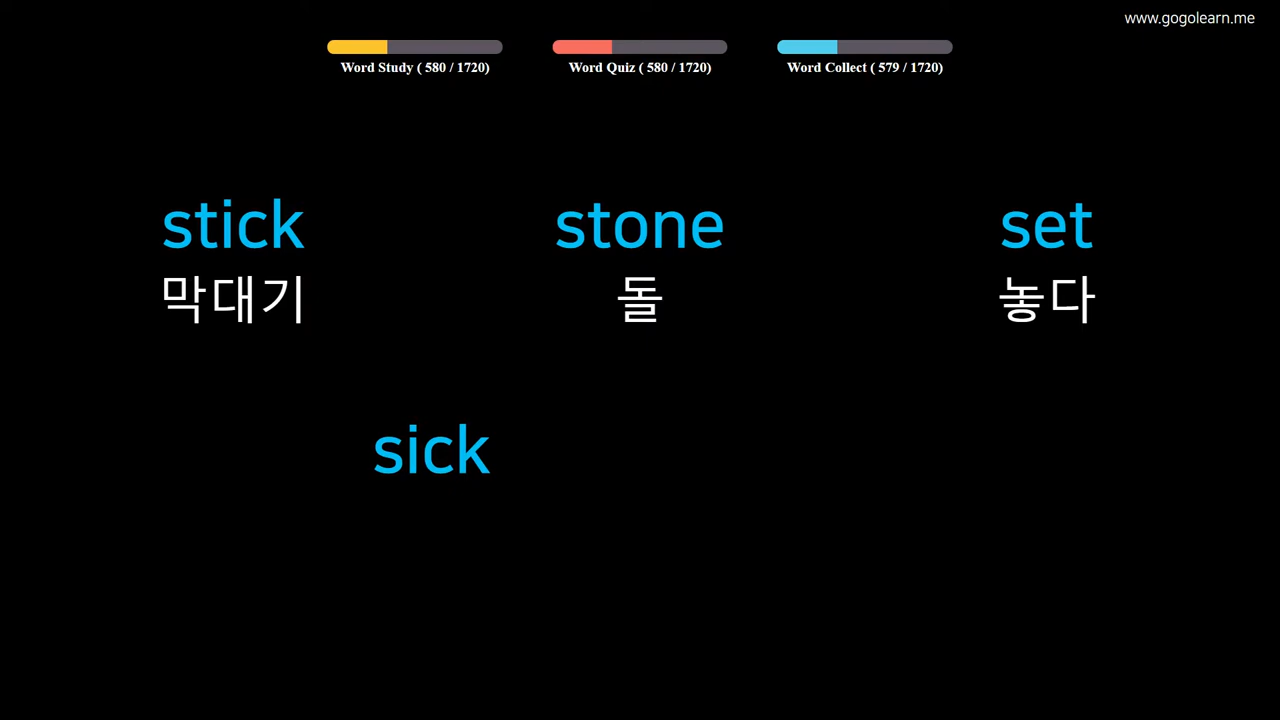 www.gogolearn.me
Word Study ( 580 / 1720)
Word Quiz ( 580 / 1720)
Word Collect ( 579 / 1720)
stick
stone
set
막대기
돌
놓다
sick